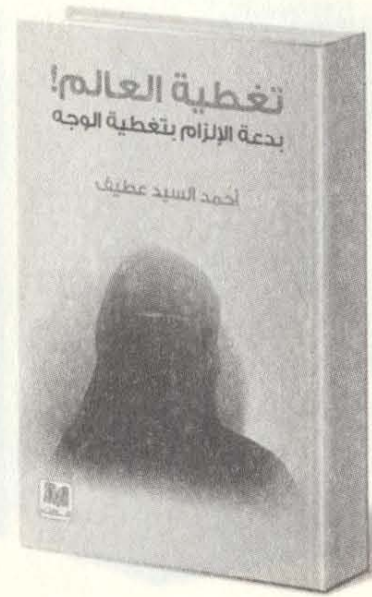 تغطية العالم!
بدعة الإلزام بتغطية الوجه
أحمد السيد عطيف